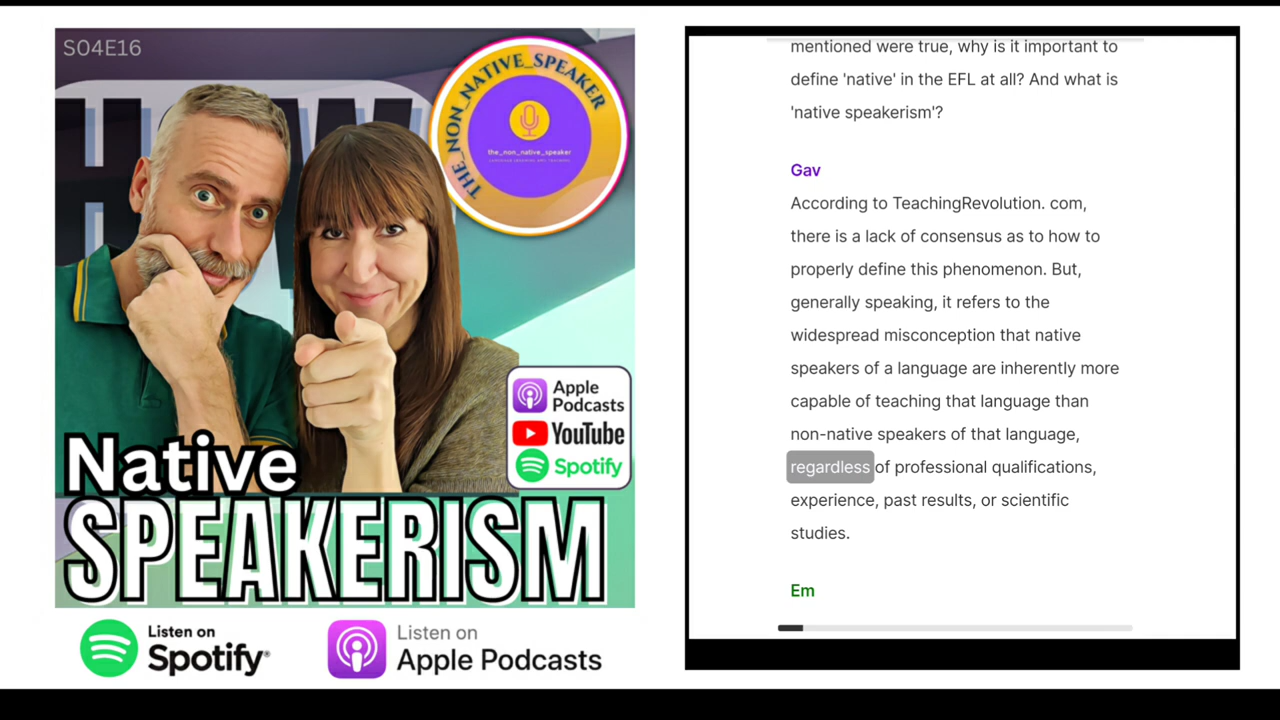 S04E16
THE_NON_NATIVE_SPEAKER
the_non_native_speaker
Apple
Podcasts
YouTube
Spotify
Native
SPEAKERISM
Listen on
Spotify®
Listen on
Apple Podcasts
mentioned were true, why is it important to
define 'native' in the EFL at all? And what is
'native speakerism'?
Gav
According to TeachingRevolution. com,
there is a lack of consensus as to how to
properly define this phenomenon. But,
generally speaking, it refers to the
widespread misconception that native
speakers of a language are inherently more
capable of teaching that language than
non-native speakers of that language,
regardless of professional qualifications,
experience, past results, or scientific
studies.
Em